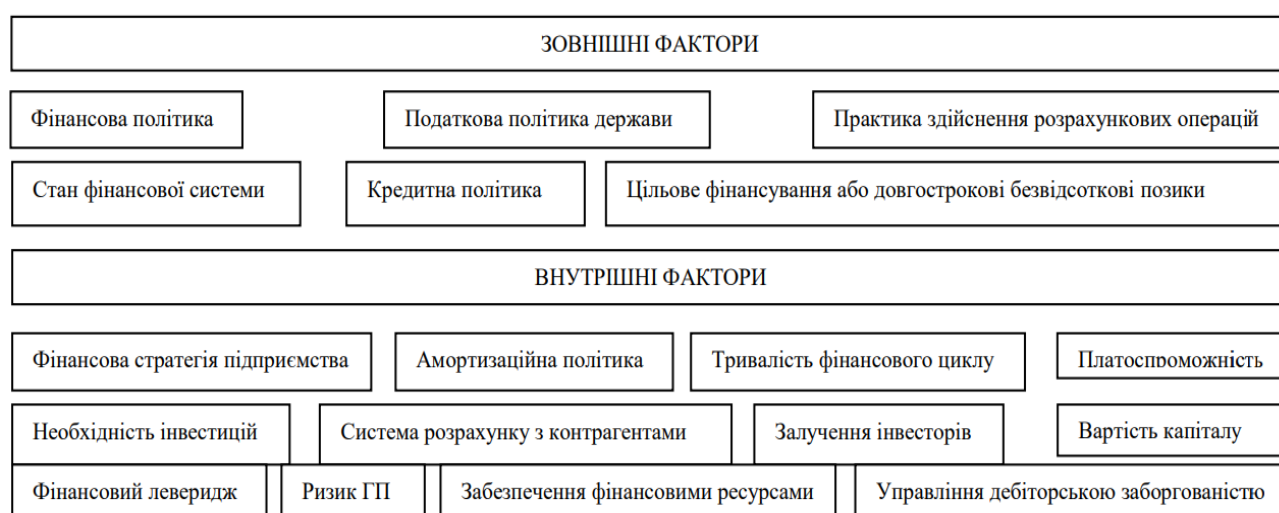 ЗОВНІШНІ ФАКТОРИ
Фінансова політика
Податкова політика держави
Практика здійснення розрахункових операцій
Стан фінансової системи
Кредитна політика
Цільове фінансування або довгострокові безвідсоткові позики
ВНУТРІШНІ ФАКТОРИ
Фінансова стратегія підприємства
Амортизаційна політика
Тривалість фінансового циклу
Платоспроможність
Необхідність інвестицій
Система розрахунку з контрагентами
Залучення інвесторів
Вартість капіталу
Фінансовий леверидж
Ризик ГП
Забезпечення фінансовими ресурсами
Управління дебіторською заборгованістю